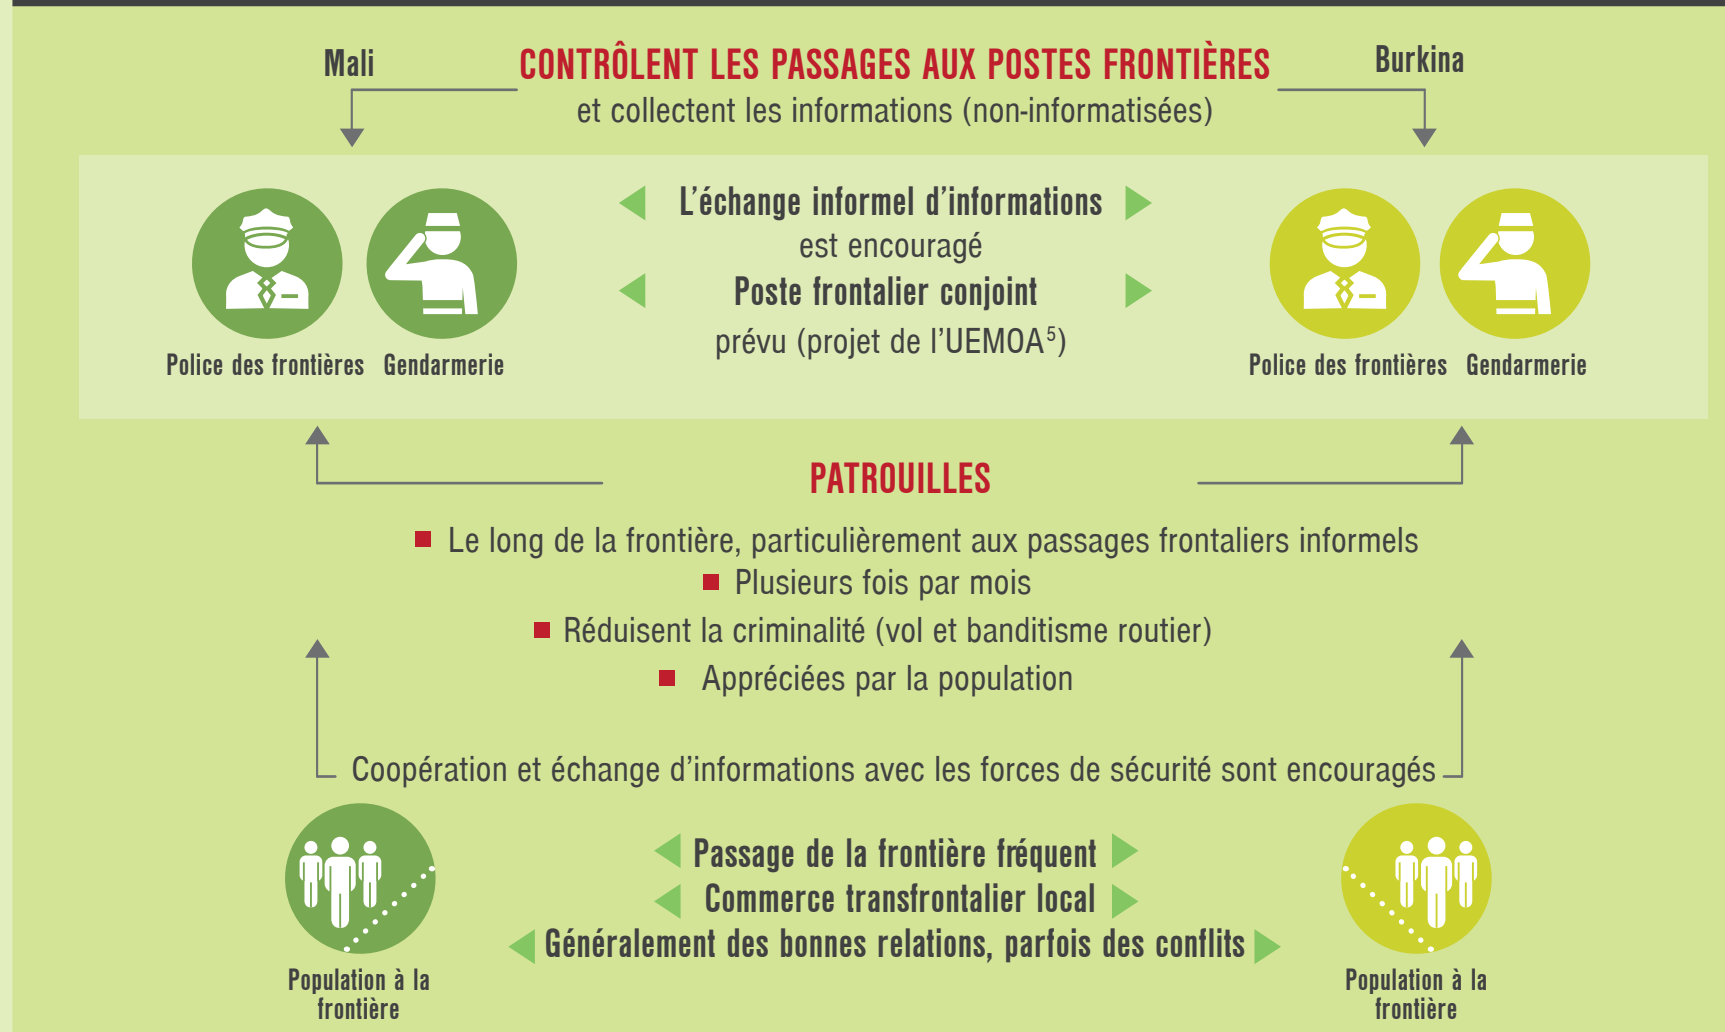 Mali
CONTRÔLENT LES PASSAGES AUX POSTES FRONTIÈRES
Burkina
et collectent les informations (non-informatisées)
L’échange informel d’informations
est encouragé
Poste frontalier conjoint
prévu (projet de l’UEMOA⁵)
Police des frontières
Gendarmerie
Police des frontières
Gendarmerie
PATROUILLES
Le long de la frontière, particulièrement aux passages frontaliers informels
Plusieurs fois par mois
Réduisent la criminalité (vol et banditisme routier)
Appréciées par la population
Coopération et échange d’informations avec les forces de sécurité sont encouragés
Passage de la frontière fréquent
Commerce transfrontalier local
Généralement des bonnes relations, parfois des conflits
Population à la
frontière
Population à la
frontière